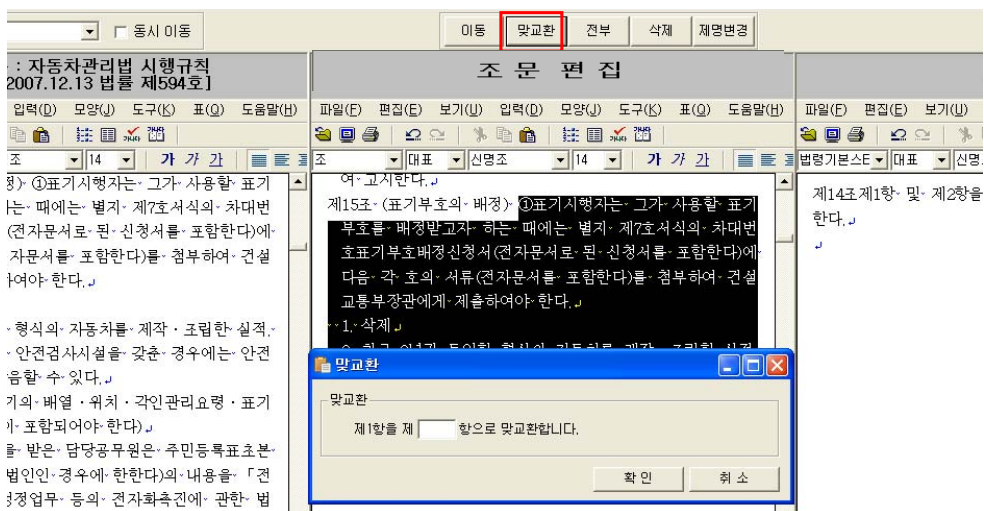 동시 이동
이동 맞교환 전부 삭제 제명변경
: 자동차관리법 시행규칙
2007.12.13 법률 제594호]
조 문 편 집
입력(D) 모양(J) 도구(K) 표(Q) 도움말(H)
파일(F) 편집(E) 보기(U) 입력(D) 모양(J) 도구(K) 표(Q) 도움말(H)
파일(F) 편집(E) 보기(U) 입력(D)
조 14 가 가 가
조 대표 신명조 14 가 가 가
법령기본스E 대표 신명
정) ①표기시행자는 그가 사용할 표기
는 때에는 별지 제7호서식의 차대번
(전자문서로 된 신청서를 포함한다)에
자문서를 포함한다)를 첨부하여 건설
하여야 한다.
형식의 자동차를 제작ㆍ조립한 실적.
안전검사시설을 갖춘 경우에는 안전
음할 수 있다.
기의 배열ㆍ위치ㆍ각인관리요령ㆍ표기
포함되어야 한다)
을 받은 담당공무원은 주민등록표초본
법인인 경우에 한한다)의 내용을 「전
정업무 등의 전자화촉진에 관한 법
여 고시한다.
제15조 (표기부호의 배정) ①표기시행자는 그가 사용할 표기
부호를 배정받고자 하는 때에는 별지 제7호서식의 차대번
호표기부호배정신청서(전자문서로 된 신청서를 포함한다)에
다음 각 호의 서류(전자문서를 포함한다)를 첨부하여 건설
교통부장관에게 제출하여야 한다.
1. 삭제
제14조제1항 및 제2항을
한다.
맞교환
맞교환
제1항을 제 항으로 맞교환합니다.
확 인 취 소